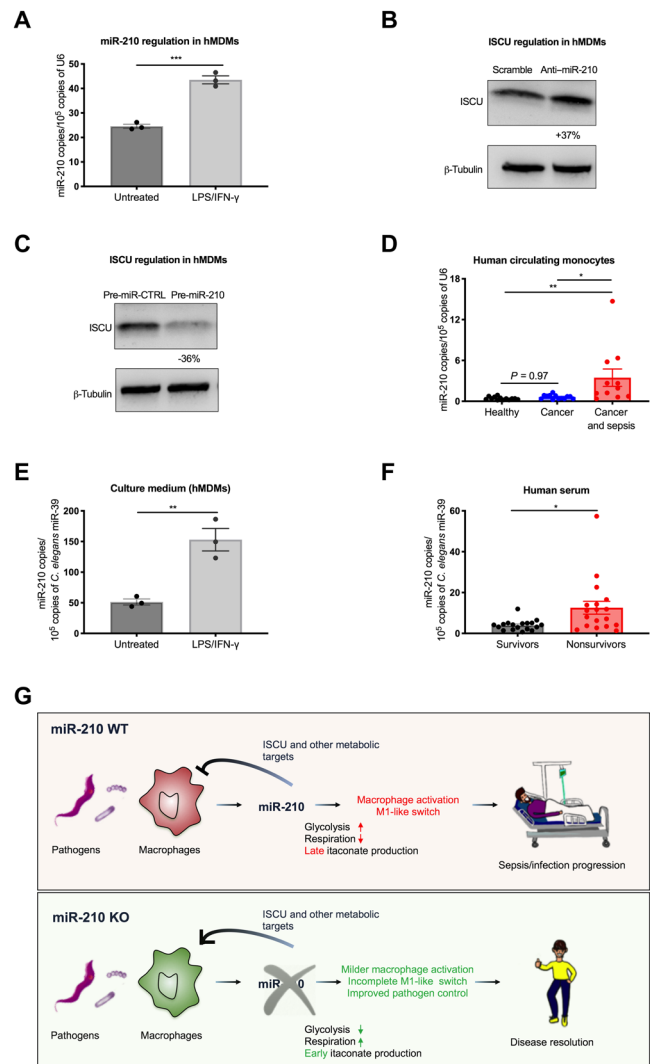 A
miR-210 regulation in hMDMs
***
miR-210 copies/10⁵ copies of U6
50
40
30
20
10
0
Untreated
LPS/IFN-γ
B
ISCU regulation in hMDMs
Scramble
Anti–miR-210
ISCU
+37%
β-Tubulin
C
ISCU regulation in hMDMs
Pre-miR-CTRL
Pre-miR-210
ISCU
-36%
β-Tubulin
D
Human circulating monocytes
*
**
P = 0.97
miR-210 copies/10⁵ copies of U6
18
12
6
0
Healthy
Cancer
Cancer
and sepsis
E
Culture medium (hMDMs)
**
miR-210 copies/
10⁵ copies of C. elegans miR-39
200
150
100
50
0
Untreated
LPS/IFN-γ
F
Human serum
*
miR-210 copies/
10⁵ copies of C. elegans miR-39
60
40
20
0
Survivors
Nonsurvivors
G
miR-210 WT
ISCU and other metabolic
targets
Pathogens
Macrophages
miR-210
Glycolysis
Respiration
Late itaconate production
Macrophage activation
M1-like switch
Sepsis/infection progression
miR-210 KO
ISCU and other metabolic
targets
Pathogens
Macrophages
Glycolysis
Respiration
Early itaconate production
Milder macrophage activation
Incomplete M1-like switch
Improved pathogen control
Disease resolution